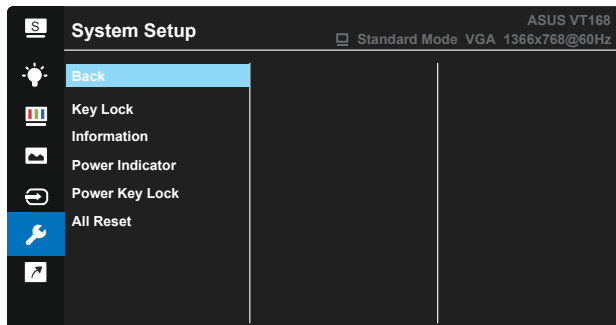 S
System Setup
ASUS VT168
Standard Mode VGA 1366x768@60Hz
Back
Key Lock
Information
Power Indicator
Power Key Lock
All Reset